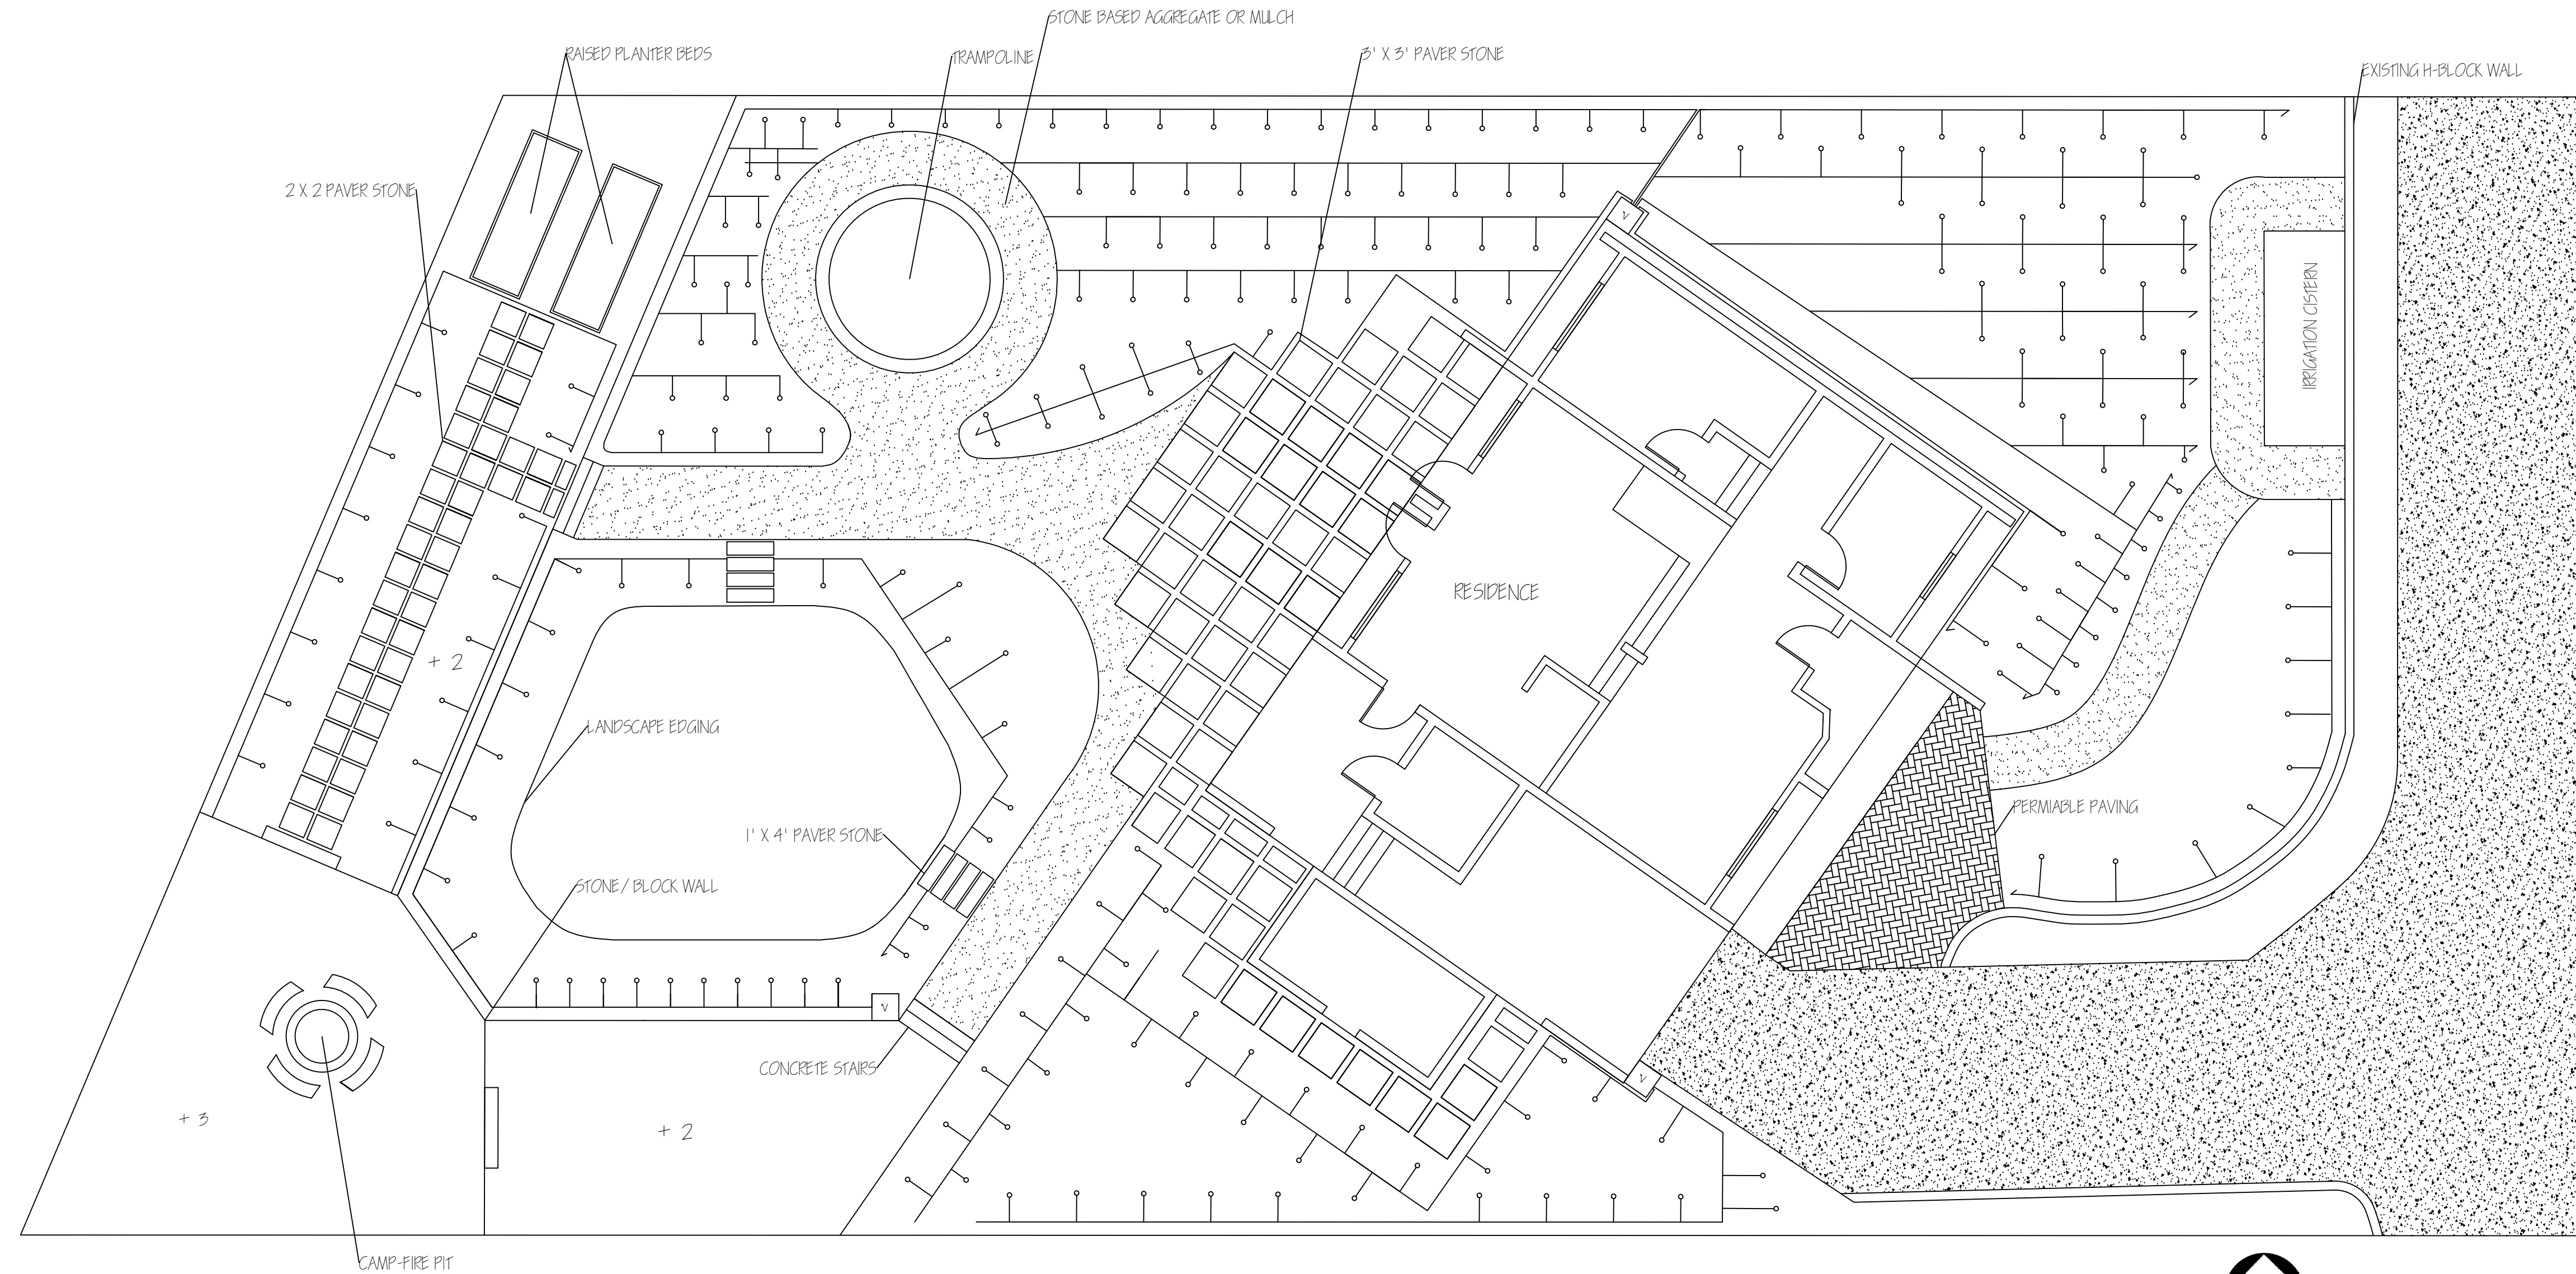 STONE BASED AGGREGATE OR MULCH
RAISED PLANTER BEDS
TRAMPOLINE
3' X 3' PAVER STONE
EXISTING H-BLOCK WALL
2 X 2 PAVER STONE
V
IRRIGATION CISTERN
RESIDENCE
+ 2
LANDSCAPE EDGING
PERMIABLE PAVING
1' X 4' PAVER STONE
STONE/ BLOCK WALL
V
CONCRETE STAIRS
V
+ 3
+ 2
CAMP-FIRE PIT